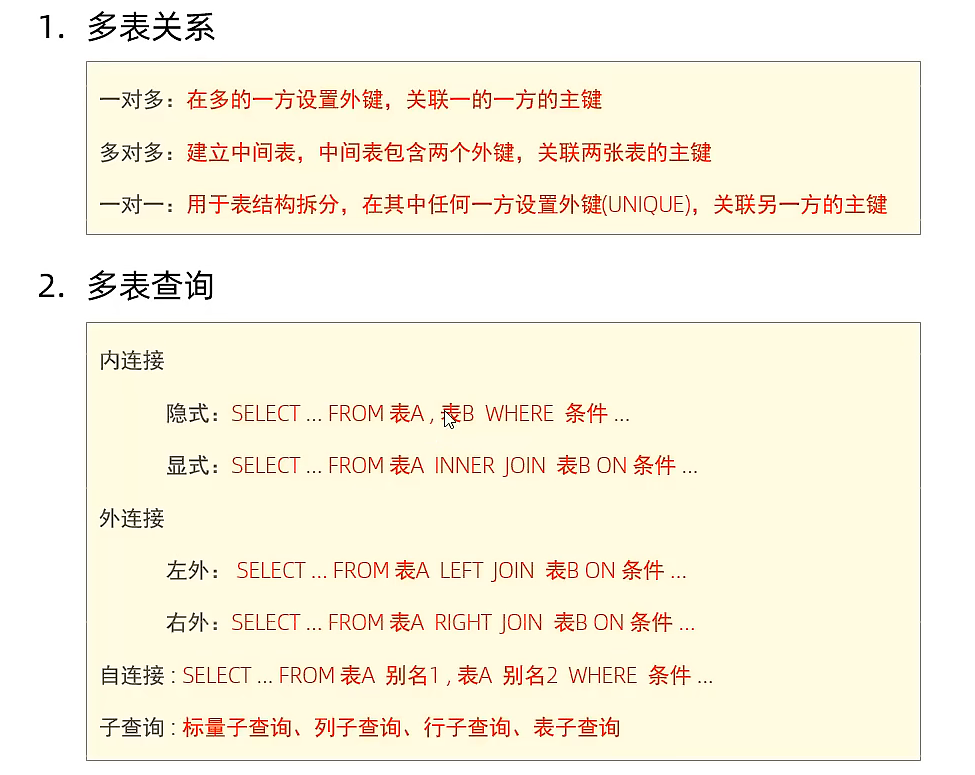 1. 多表关系
一对多：在多的一方设置外键，关联一的一方的主键
多对多：建立中间表，中间表包含两个外键，关联两张表的主键
一对一：用于表结构拆分，在其中任何一方设置外键(UNIQUE)，关联另一方的主键
2. 多表查询
内连接
隐式：SELECT ... FROM 表A , 表B WHERE 条件 ...
显式：SELECT ... FROM 表A INNER JOIN 表B ON 条件 ...
外连接
左外： SELECT ... FROM 表A LEFT JOIN 表B ON 条件 ...
右外：SELECT ... FROM 表A RIGHT JOIN 表B ON 条件 ...
自连接 : SELECT ... FROM 表A 别名1 , 表A 别名2 WHERE 条件 ...
子查询 : 标量子查询、列子查询、行子查询、表子查询